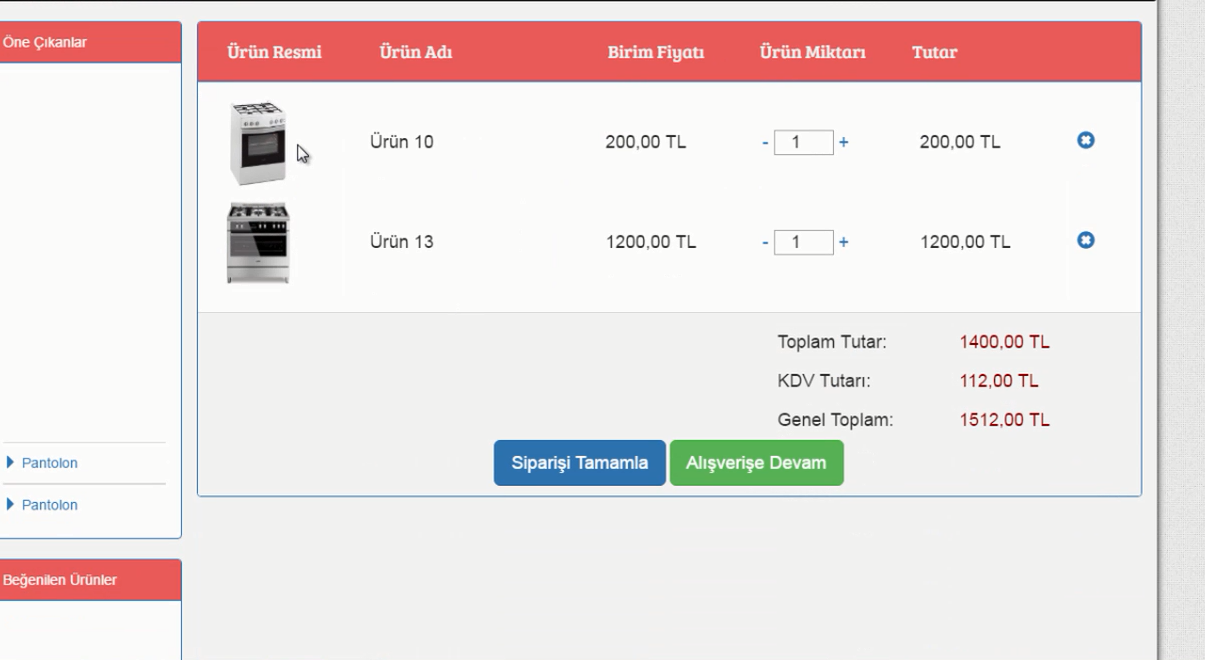 Öne Çıkanlar
Pantolon
Pantolon
Beğenilen Ürünler
Ürün Resmi Ürün Adı Birim Fiyatı Ürün Miktarı Tutar
Ürün 10 200,00 TL - 1 + 200,00 TL
Ürün 13 1200,00 TL - 1 + 1200,00 TL
Toplam Tutar: 1400,00 TL
KDV Tutarı: 112,00 TL
Genel Toplam: 1512,00 TL
Siparişi Tamamla Alışverişe Devam